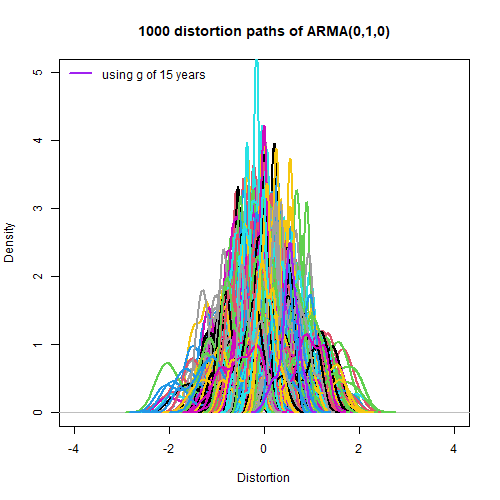 1000 distortion paths of ARMA(0,1,0)
using g of 15 years
Density
5
4
3
2
1
0
-4 -2 0 2 4
Distortion